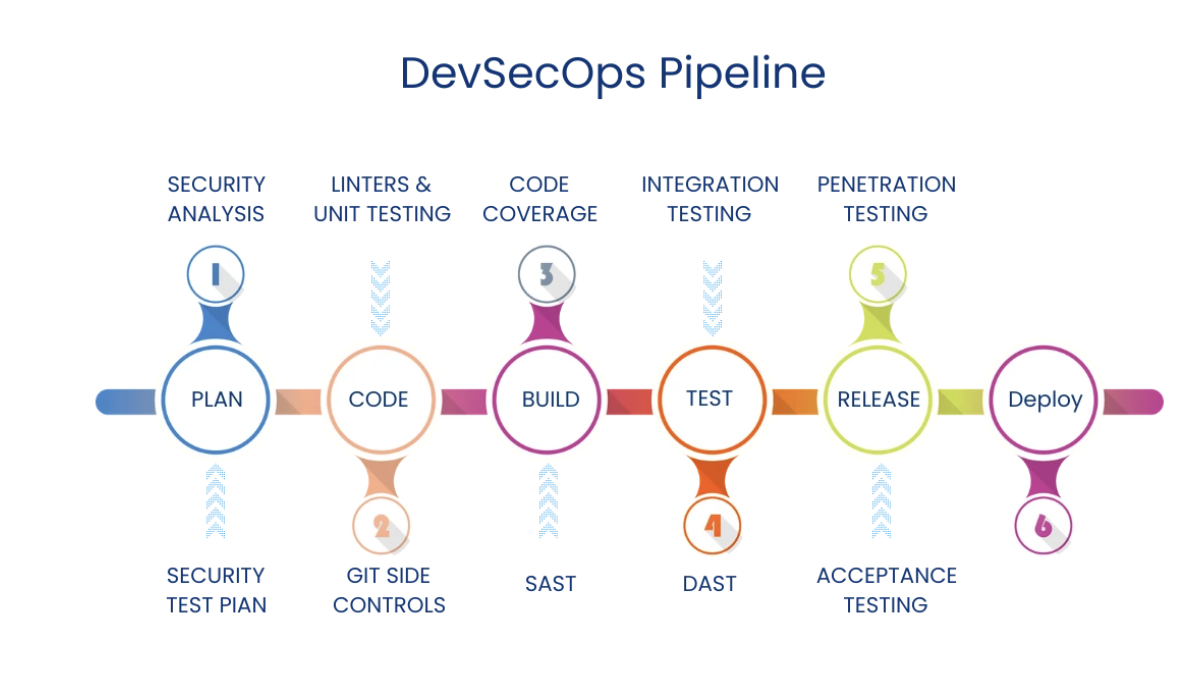 DevSecOps Pipeline
SECURITY
ANALYSIS
LINTERS &
UNIT TESTING
CODE
COVERAGE
INTEGRATION
TESTING
PENETRATION
TESTING
1
3
5
PLAN
CODE
BUILD
TEST
RELEASE
Deploy
2
4
6
SECURITY
TEST PIAN
GIT SIDE
CONTROLS
SAST
DAST
ACCEPTANCE
TESTING